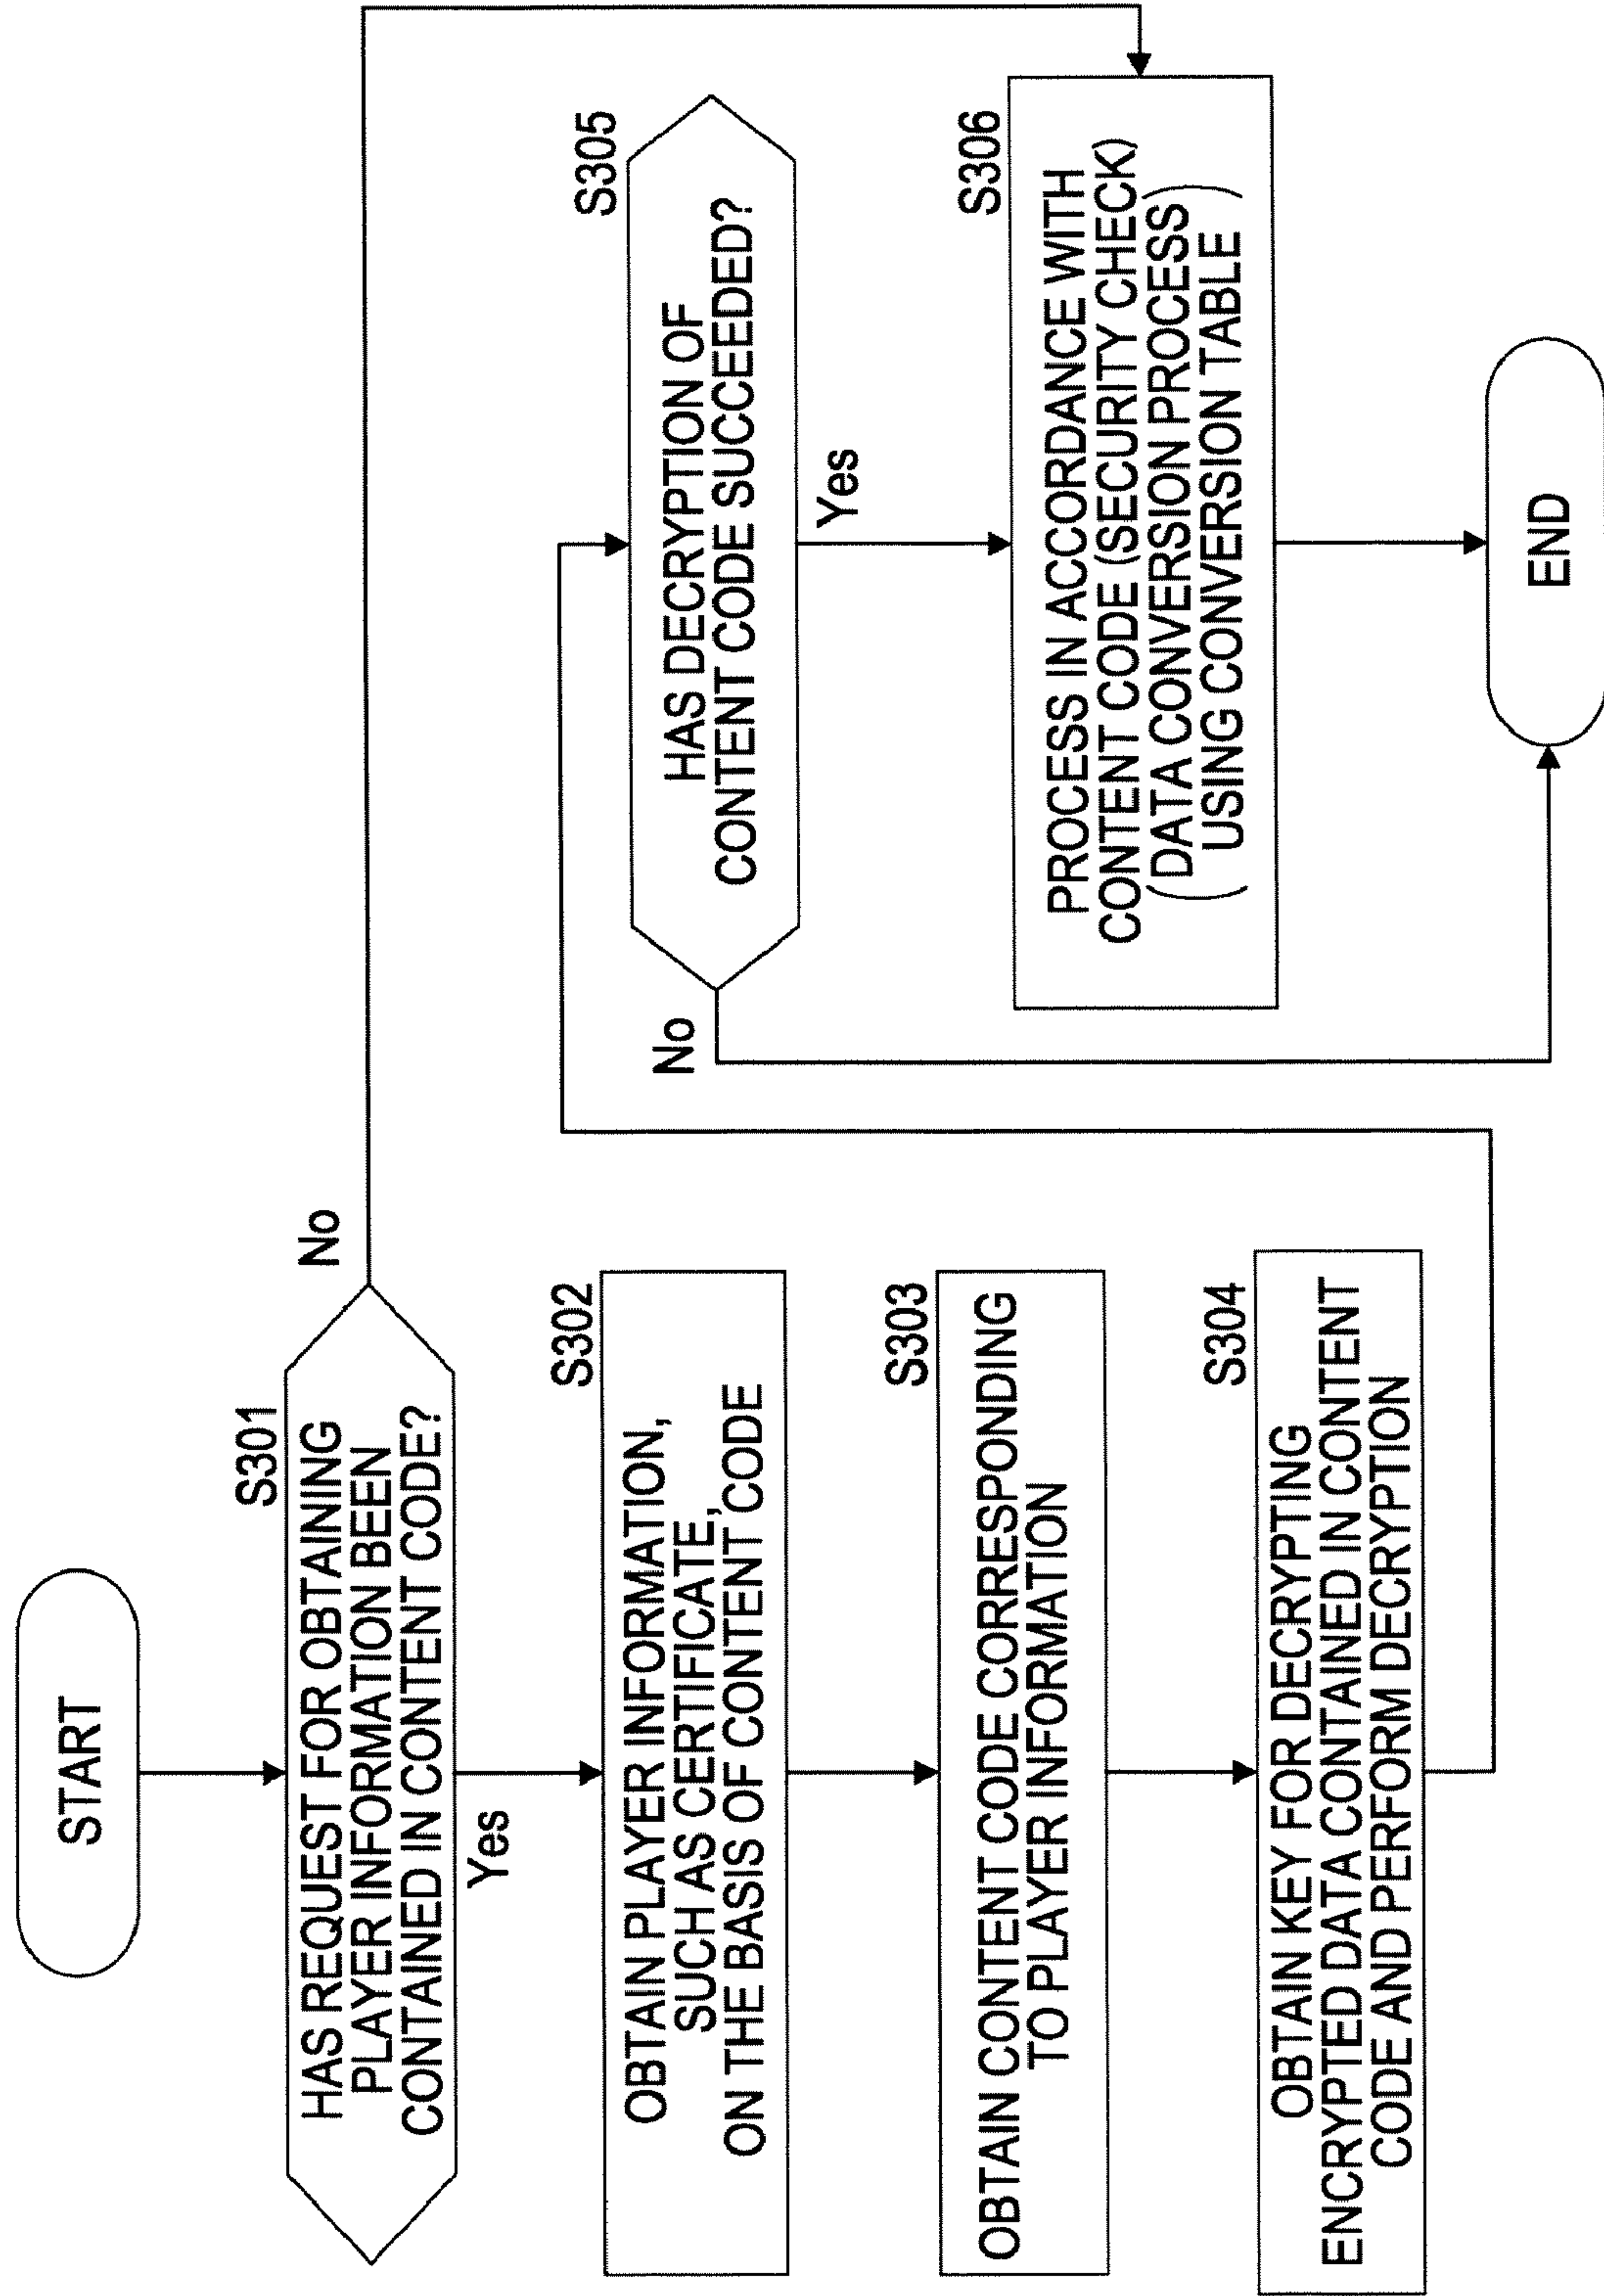 START
S301
HAS REQUEST FOR OBTAINING
PLAYER INFORMATION BEEN
CONTAINED IN CONTENT CODE?
No
Yes
S302
OBTAIN PLAYER INFORMATION,
SUCH AS CERTIFICATE,
ON THE BASIS OF CONTENT CODE
S303
OBTAIN CONTENT CODE CORRESPONDING
TO PLAYER INFORMATION
S304
OBTAIN KEY FOR DECRYPTING
ENCRYPTED DATA CONTAINED IN CONTENT
CODE AND PERFORM DECRYPTION
S305
HAS DECRYPTION OF
CONTENT CODE SUCCEEDED?
No
Yes
S306
PROCESS IN ACCORDANCE WITH
CONTENT CODE (SECURITY CHECK)
(DATA CONVERSION PROCESS
USING CONVERSION TABLE)
END